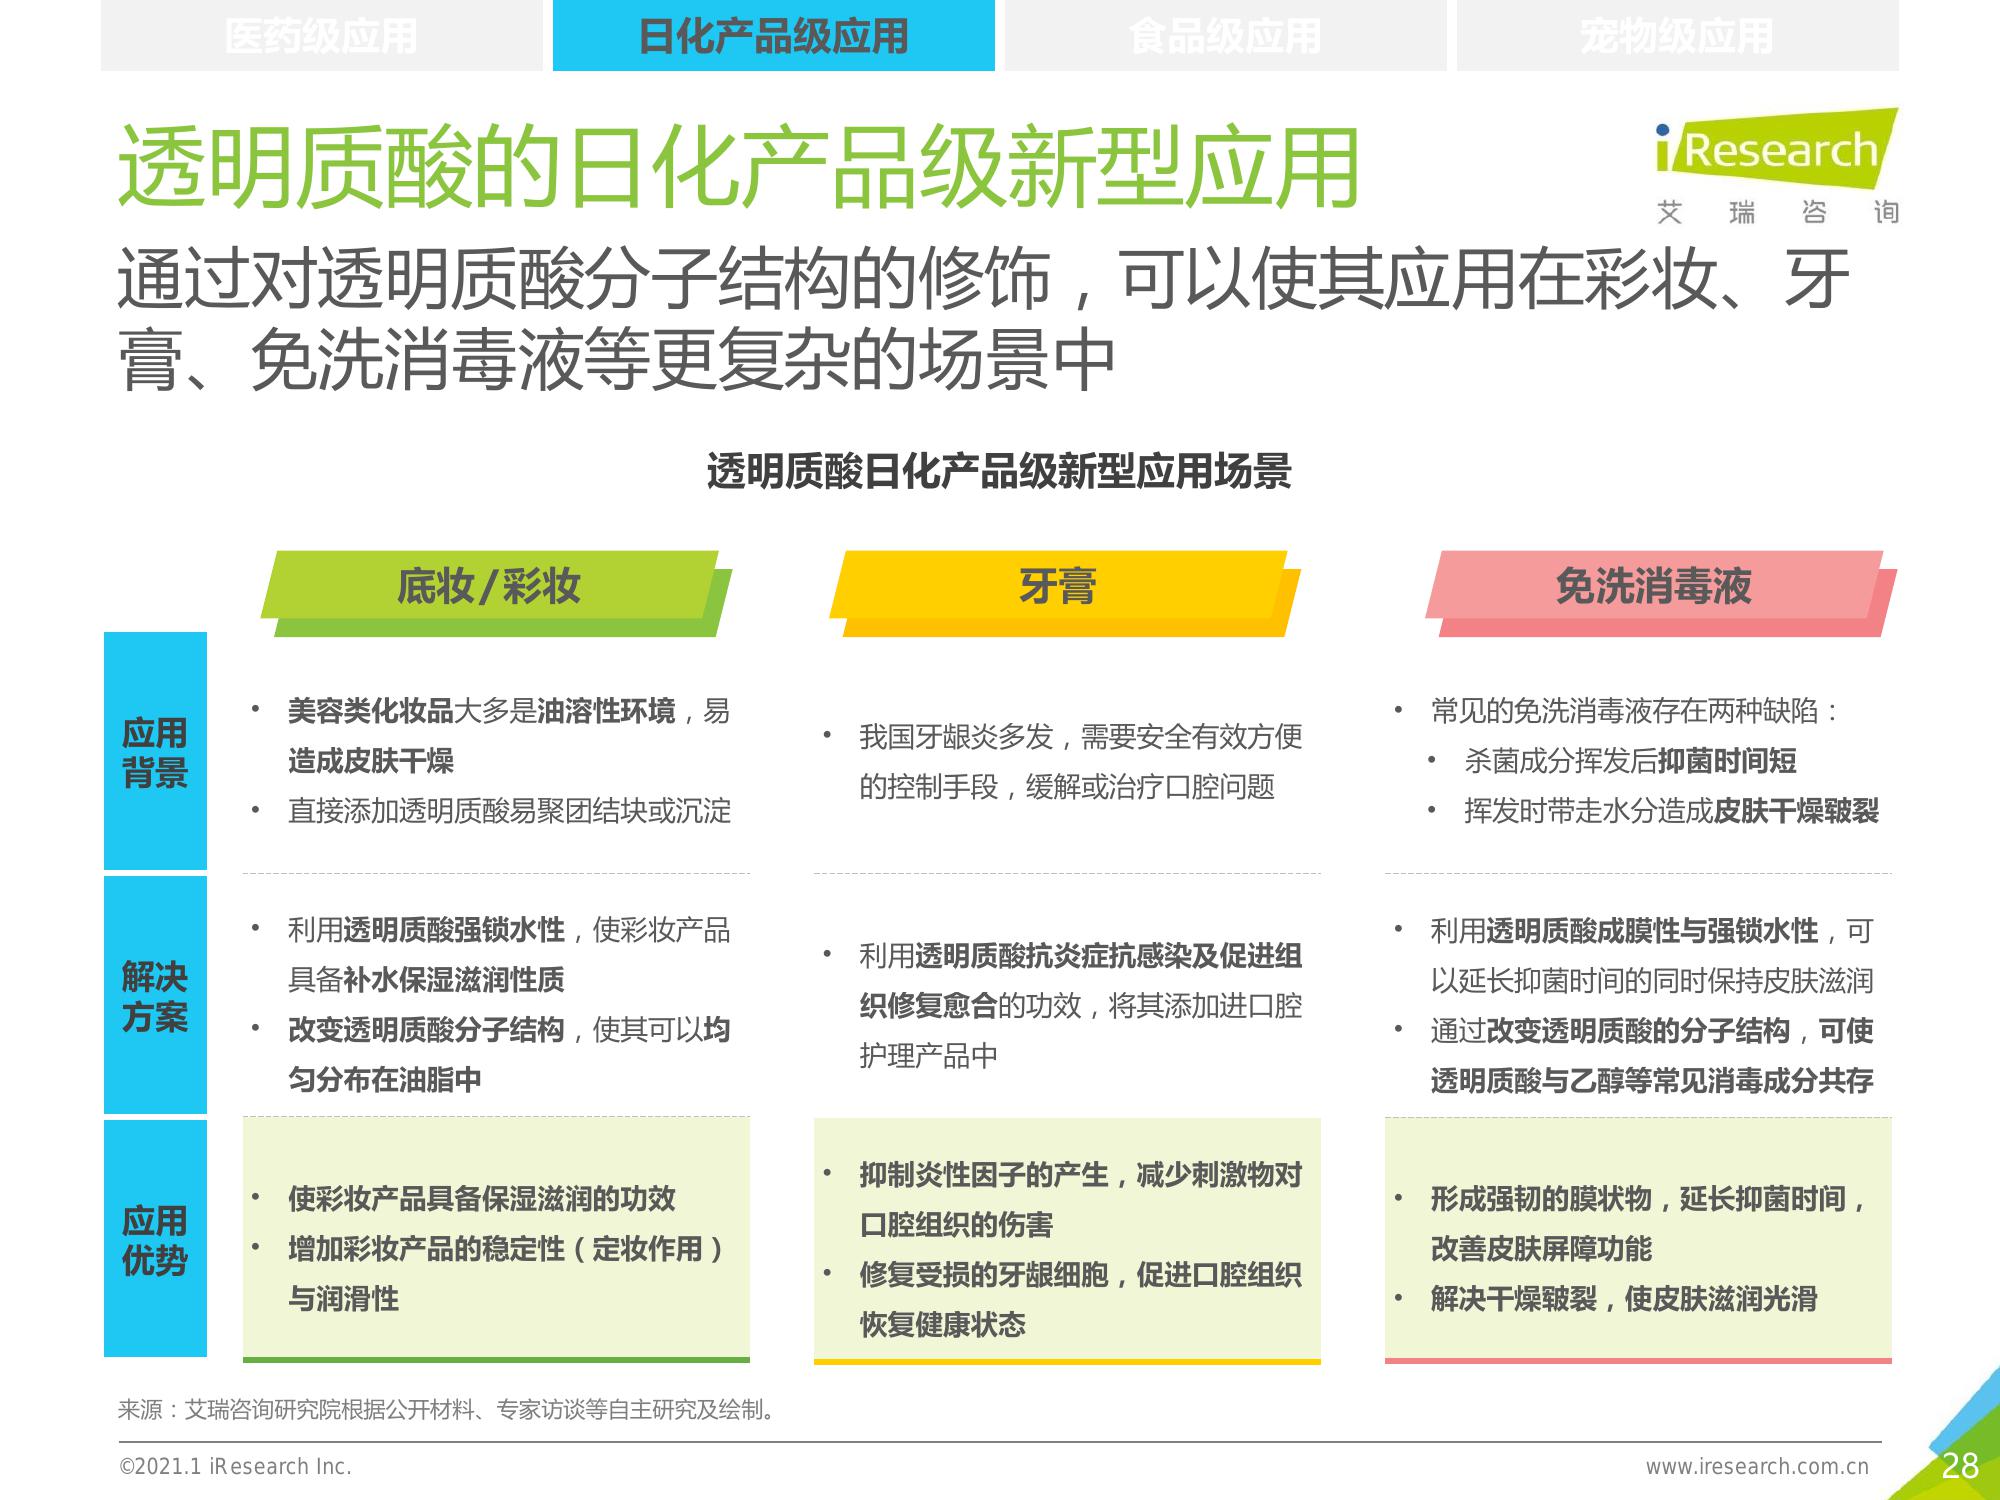 医药级应用
日化产品级应用
食品级应用
宠物级应用
透明质酸的日化产品级新型应用
iResearch
艾瑞咨询
通过对透明质酸分子结构的修饰，可以使其应用在彩妆、牙
膏、免洗消毒液等更复杂的场景中
透明质酸日化产品级新型应用场景
底妆/彩妆
牙膏
免洗消毒液
应用
背景
• 美容类化妆品大多是油溶性环境，易
造成皮肤干燥
• 直接添加透明质酸易聚团结块或沉淀
• 我国牙龈炎多发，需要安全有效方便
的控制手段，缓解或治疗口腔问题
• 常见的免洗消毒液存在两种缺陷：
• 杀菌成分挥发后抑菌时间短
• 挥发时带走水分造成皮肤干燥皲裂
解决
方案
• 利用透明质酸强锁水性，使彩妆产品
具备补水保湿滋润性质
• 改变透明质酸分子结构，使其可以均
匀分布在油脂中
• 利用透明质酸抗炎症抗感染及促进组
织修复愈合的功效，将其添加进口腔
护理产品中
• 利用透明质酸成膜性与强锁水性，可
以延长抑菌时间的同时保持皮肤滋润
• 通过改变透明质酸的分子结构，可使
透明质酸与乙醇等常见消毒成分共存
应用
优势
• 使彩妆产品具备保湿滋润的功效
• 增加彩妆产品的稳定性（定妆作用）
与润滑性
• 抑制炎性因子的产生，减少刺激物对
口腔组织的伤害
• 修复受损的牙龈细胞，促进口腔组织
恢复健康状态
• 形成强韧的膜状物，延长抑菌时间，
改善皮肤屏障功能
• 解决干燥皲裂，使皮肤滋润光滑
来源：艾瑞咨询研究院根据公开材料、专家访谈等自主研究及绘制。
©2021.1 iResearch Inc.
www.iresearch.com.cn
28